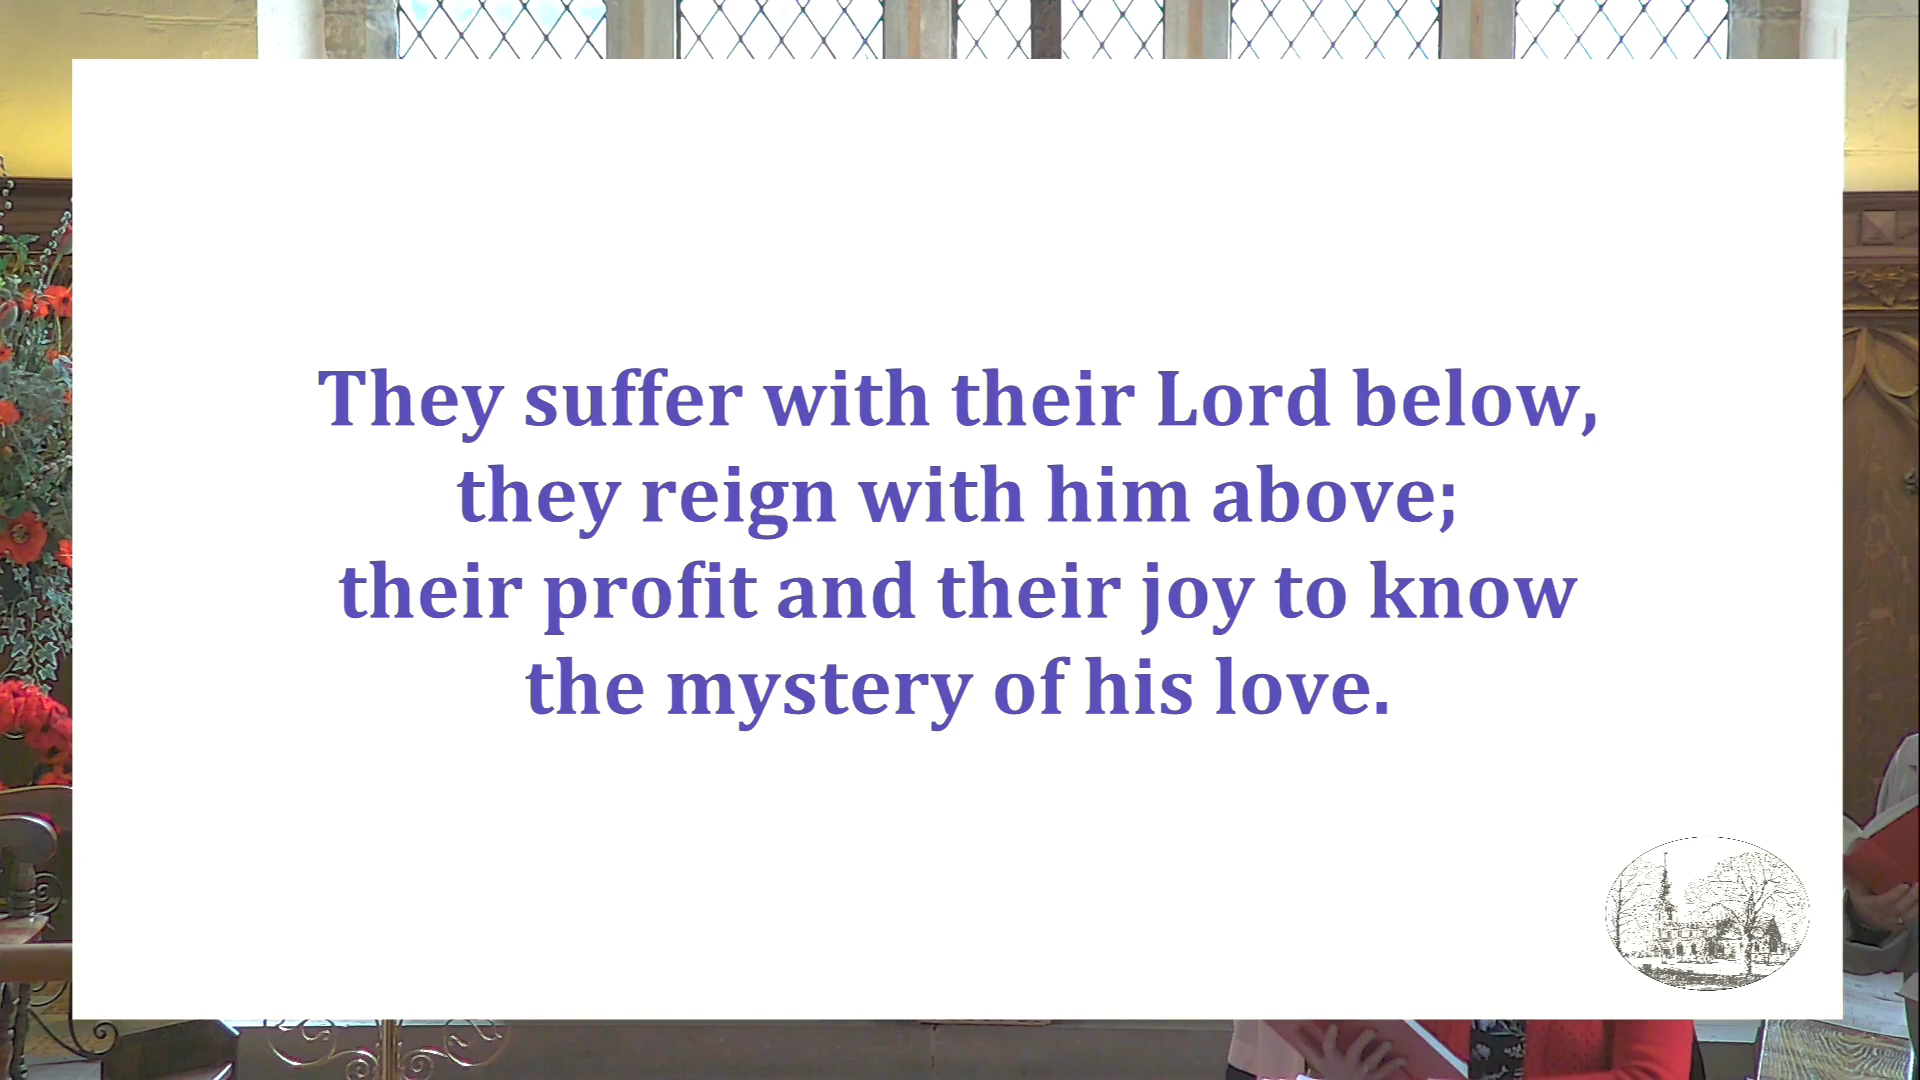 They suffer with their Lord below,
they reign with him above;
their profit and their joy to know
the mystery of his love.